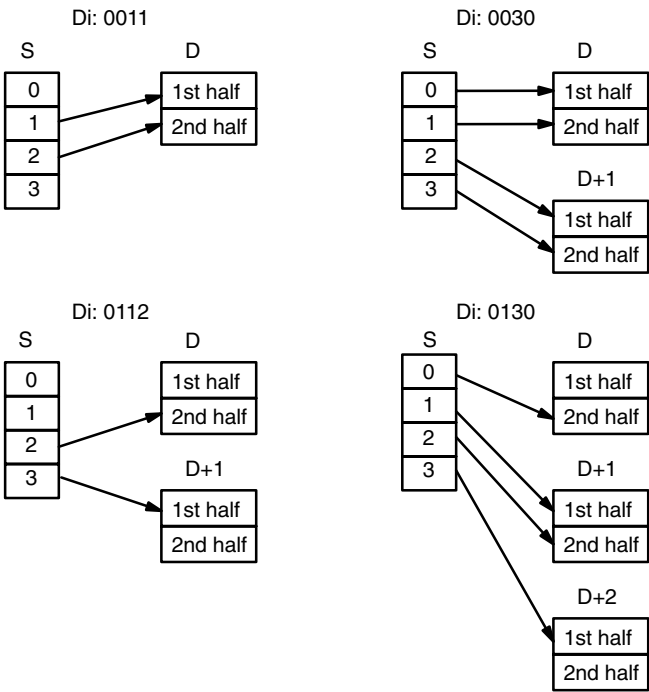 Di: 0011
S
D
0
1
2
3
1st half
2nd half
Di: 0030
S
D
0
1
2
3
1st half
2nd half
D+1
1st half
2nd half
Di: 0112
S
D
0
1
2
3
1st half
2nd half
D+1
1st half
2nd half
Di: 0130
S
D
0
1
2
3
1st half
2nd half
D+1
1st half
2nd half
D+2
1st half
2nd half